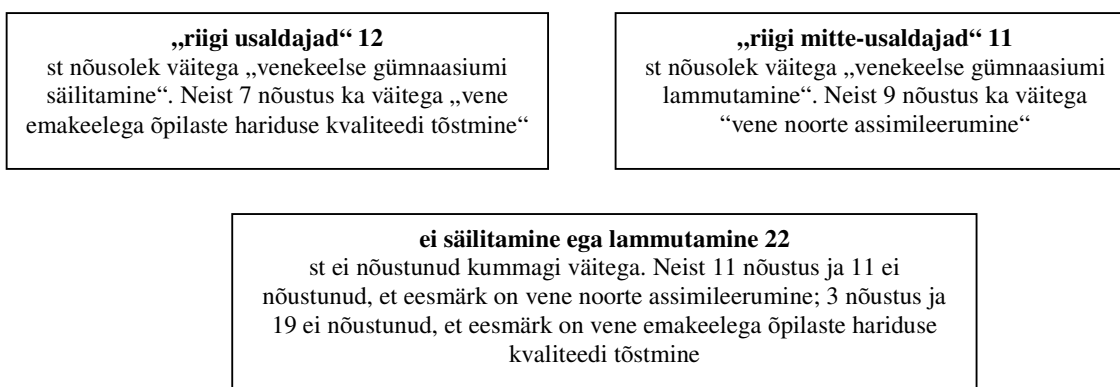 „riigi usaldajad“ 12
st nõusolek väitega „venekeelse gümnaasiumi
säilitamine“. Neist 7 nõustus ka väitega „vene
emakeelega õpilaste hariduse kvaliteedi tõstmine“
„riigi mitte-usaldajad“ 11
st nõusolek väitega „venekeelse gümnaasiumi
lammutamine“. Neist 9 nõustus ka väitega
“vene noorte assimileerumine“
ei säilitamine ega lammutamine 22
st ei nõustunud kummagi väitega. Neist 11 nõustus ja 11 ei
nõustunud, et eesmärk on vene noorte assimileerumine; 3 nõustus ja
19 ei nõustunud, et eesmärk on vene emakeelega õpilaste hariduse
kvaliteedi tõstmine